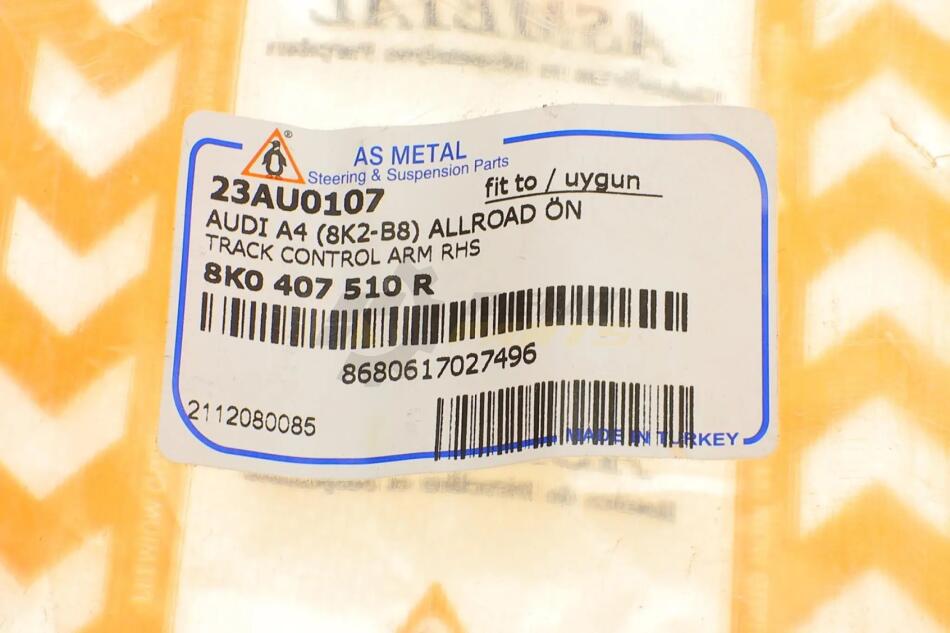 ASMETAL
®
AS METAL
Steering & Suspension Parts
23AU0107
fit to / uygun
AUDI A4 (8K2-B8) ALLROAD ÖN
TRACK CONTROL ARM RHS
8K0 407 510 R
8680617027496
2112080085
MADE IN TURKEY